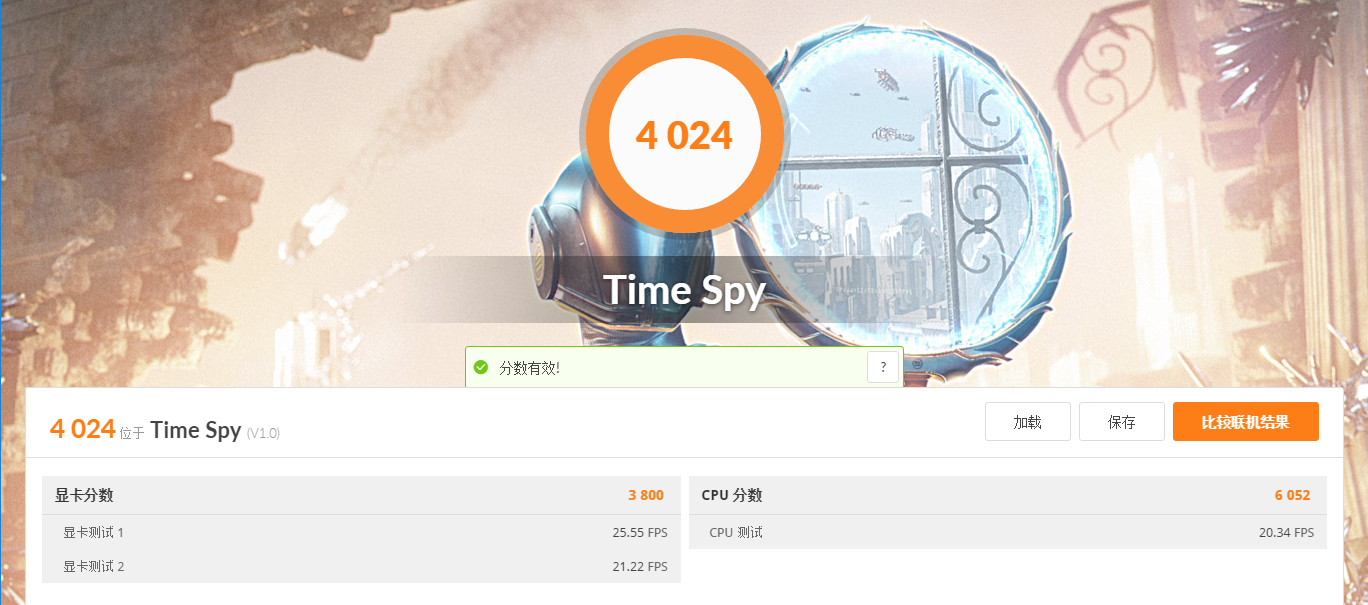 4 024
Time Spy
分数有效!
?
4 024 位于 Time Spy (V1.0)
加载
保存
比较联机结果
显卡分数 3 800
显卡测试 1 25.55 FPS
显卡测试 2 21.22 FPS
CPU 分数 6 052
CPU 测试 20.34 FPS